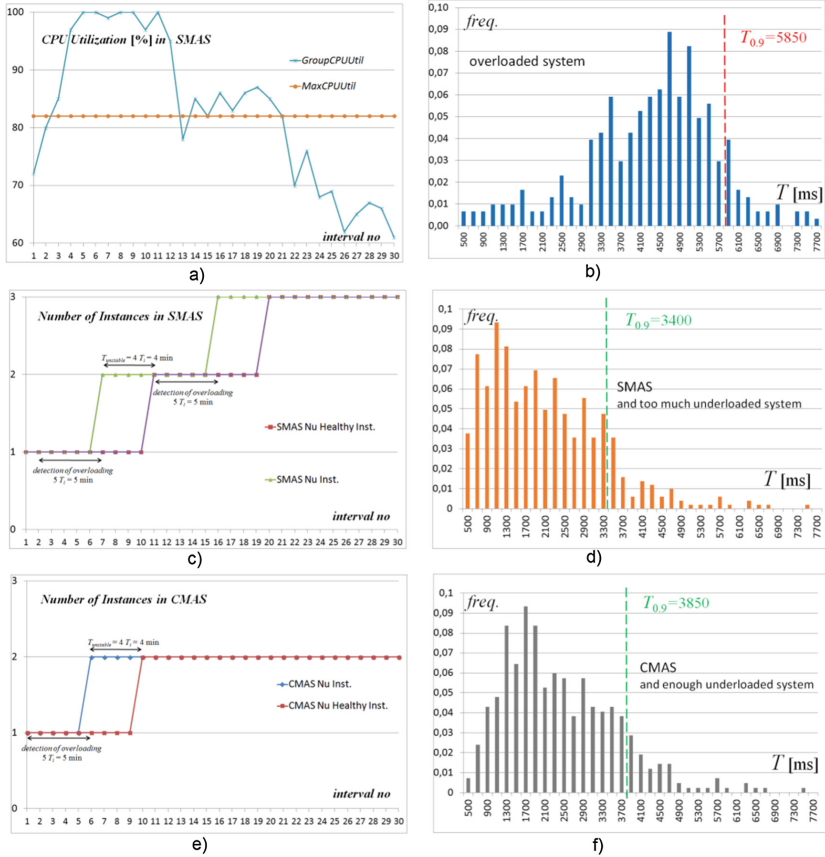 CPU Utilization [%] in SMAS
GroupCPUUtil
MaxCPUUtil
100
90
80
70
60
interval no
1 2 3 4 5 6 7 8 9 10 11 12 13 14 15 16 17 18 19 20 21 22 23 24 25 26 27 28 29 30
a)
freq.
T0.9=5850
overloaded system
0,10
0,09
0,08
0,07
0,06
0,05
0,04
0,03
0,02
0,01
0,00
T [ms]
500 900 1300 1700 2100 2500 2900 3300 3700 4100 4500 4900 5300 5700 6100 6500 6900 7300 7700
b)
Number of Instances in SMAS
Tunstable = 4 Ti = 4 min
detection of overloading
5 Ti = 5 min
SMAS Nu Healthy Inst.
detection of overloading
5 Ti = 5 min
SMAS Nu Inst.
3
2
1
0
interval no
1 2 3 4 5 6 7 8 9 10 11 12 13 14 15 16 17 18 19 20 21 22 23 24 25 26 27 28 29 30
c)
freq.
T0.9=3400
SMAS
and too much underloaded system
0,1
0,09
0,08
0,07
0,06
0,05
0,04
0,03
0,02
0,01
0
T [ms]
500 900 1300 1700 2100 2500 2900 3300 3700 4100 4500 4900 5300 5700 6100 6500 6900 7300 7700
d)
Number of Instances in CMAS
Tunstable = 4 Ti = 4 min
CMAS Nu Inst.
CMAS Nu Healthy Inst.
detection of overloading
5 Ti = 5 min
3
2
1
0
interval no
1 2 3 4 5 6 7 8 9 10 11 12 13 14 15 16 17 18 19 20 21 22 23 24 25 26 27 28 29 30
e)
freq.
T0.9=3850
CMAS
and enough underloaded system
0,1
0,09
0,08
0,07
0,06
0,05
0,04
0,03
0,02
0,01
0
T [ms]
500 900 1300 1700 2100 2500 2900 3300 3700 4100 4500 4900 5300 5700 6100 6500 6900 7300 7700
f)